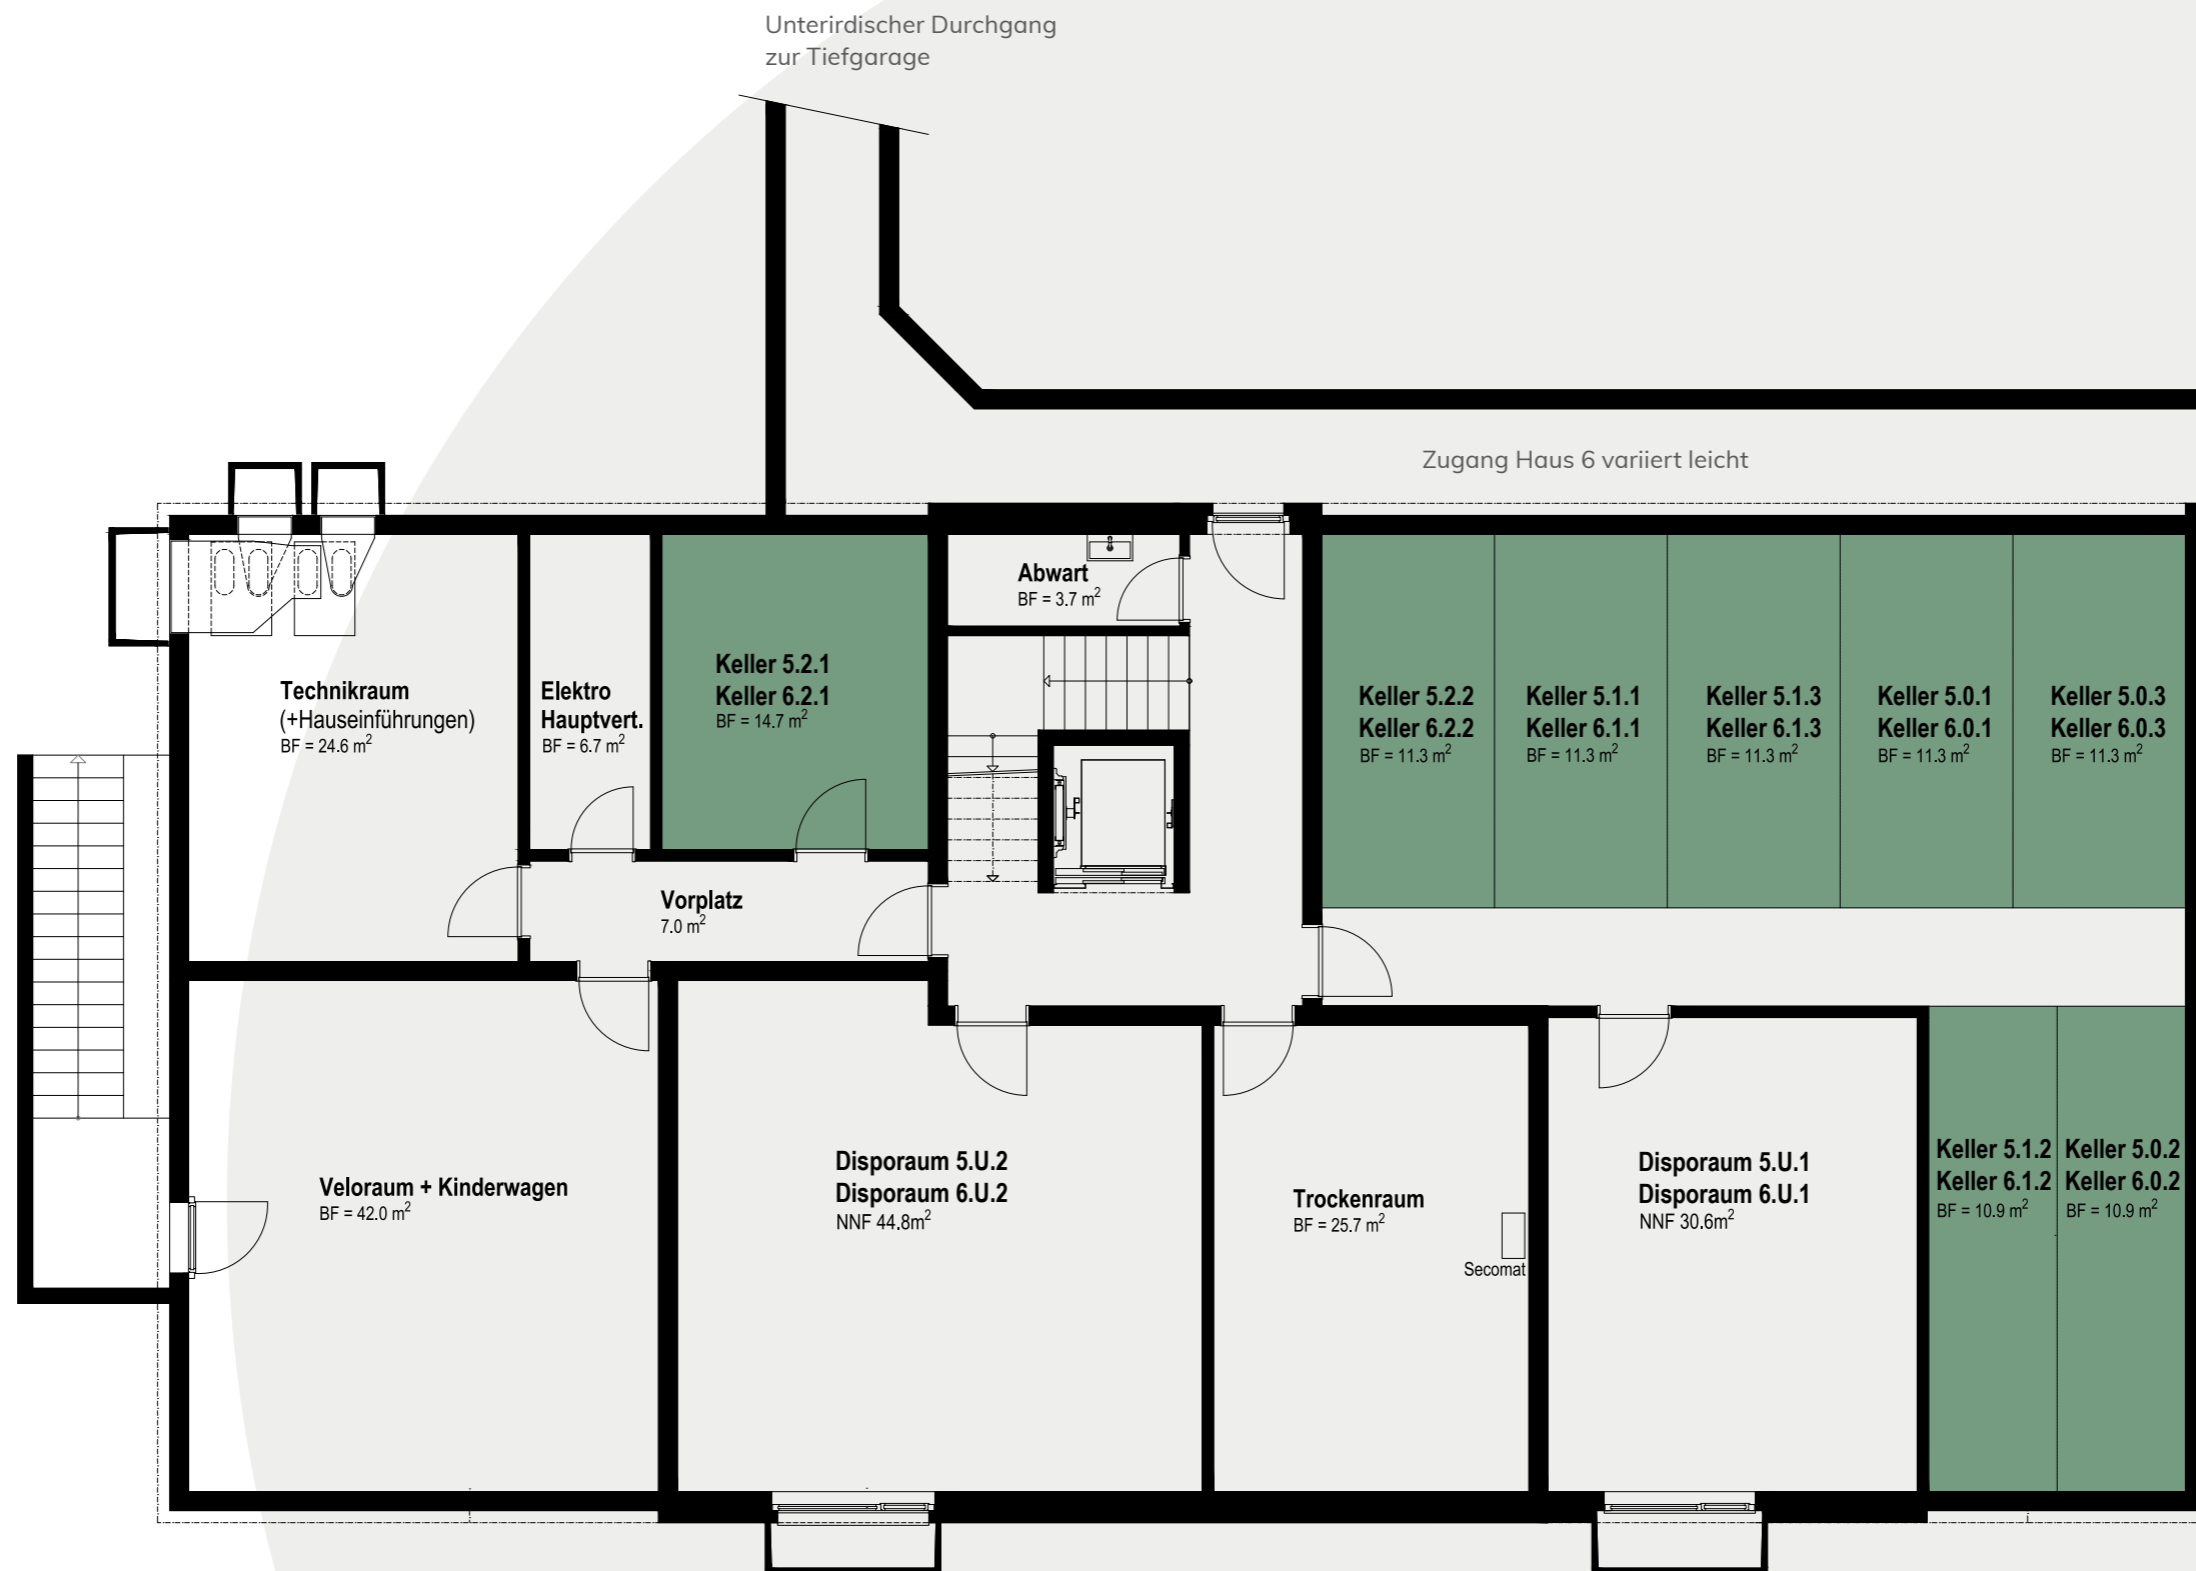 Unterirdischer Durchgang
zur Tiefgarage
Zugang Haus 6 variiert leicht
Abwart
BF = 3.7 m²
Technikraum
(+Hauseinführungen)
BF = 24.6 m²
Elektro
Hauptvert.
BF = 6.7 m²
Keller 5.2.1
Keller 6.2.1
BF = 14.7 m²
Keller 5.2.2
Keller 6.2.2
BF = 11.3 m²
Keller 5.1.1
Keller 6.1.1
BF = 11.3 m²
Keller 5.1.3
Keller 6.1.3
BF = 11.3 m²
Keller 5.0.1
Keller 6.0.1
BF = 11.3 m²
Keller 5.0.3
Keller 6.0.3
BF = 11.3 m²
Vorplatz
7.0 m²
Veloraum + Kinderwagen
BF = 42.0 m²
Disporaum 5.U.2
Disporaum 6.U.2
NNF 44.8m²
Trockenraum
BF = 25.7 m²
Secomat
Disporaum 5.U.1
Disporaum 6.U.1
NNF 30.6m²
Keller 5.1.2
Keller 6.1.2
BF = 10.9 m²
Keller 5.0.2
Keller 6.0.2
BF = 10.9 m²